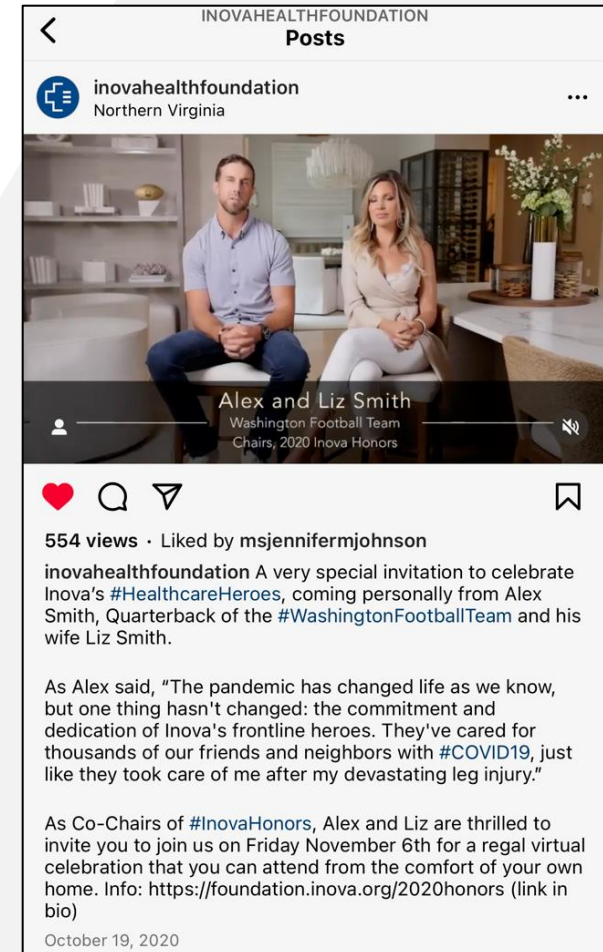 INOVAHEALTHFOUNDATION
Posts
inovahealthfoundation
Northern Virginia
Alex and Liz Smith
Washington Football Team
Chairs, 2020 Inova Honors
554 views · Liked by msjennifermjohnson
inovahealthfoundation A very special invitation to celebrate
Inova's #HealthcareHeroes, coming personally from Alex
Smith, Quarterback of the #WashingtonFootballTeam and his
wife Liz Smith.
As Alex said, “The pandemic has changed life as we know,
but one thing hasn't changed: the commitment and
dedication of Inova's frontline heroes. They've cared for
thousands of our friends and neighbors with #COVID19, just
like they took care of me after my devastating leg injury.”
As Co-Chairs of #InovaHonors, Alex and Liz are thrilled to
invite you to join us on Friday November 6th for a regal virtual
celebration that you can attend from the comfort of your own
home. Info: https://foundation.inova.org/2020honors (link in
bio)
October 19, 2020